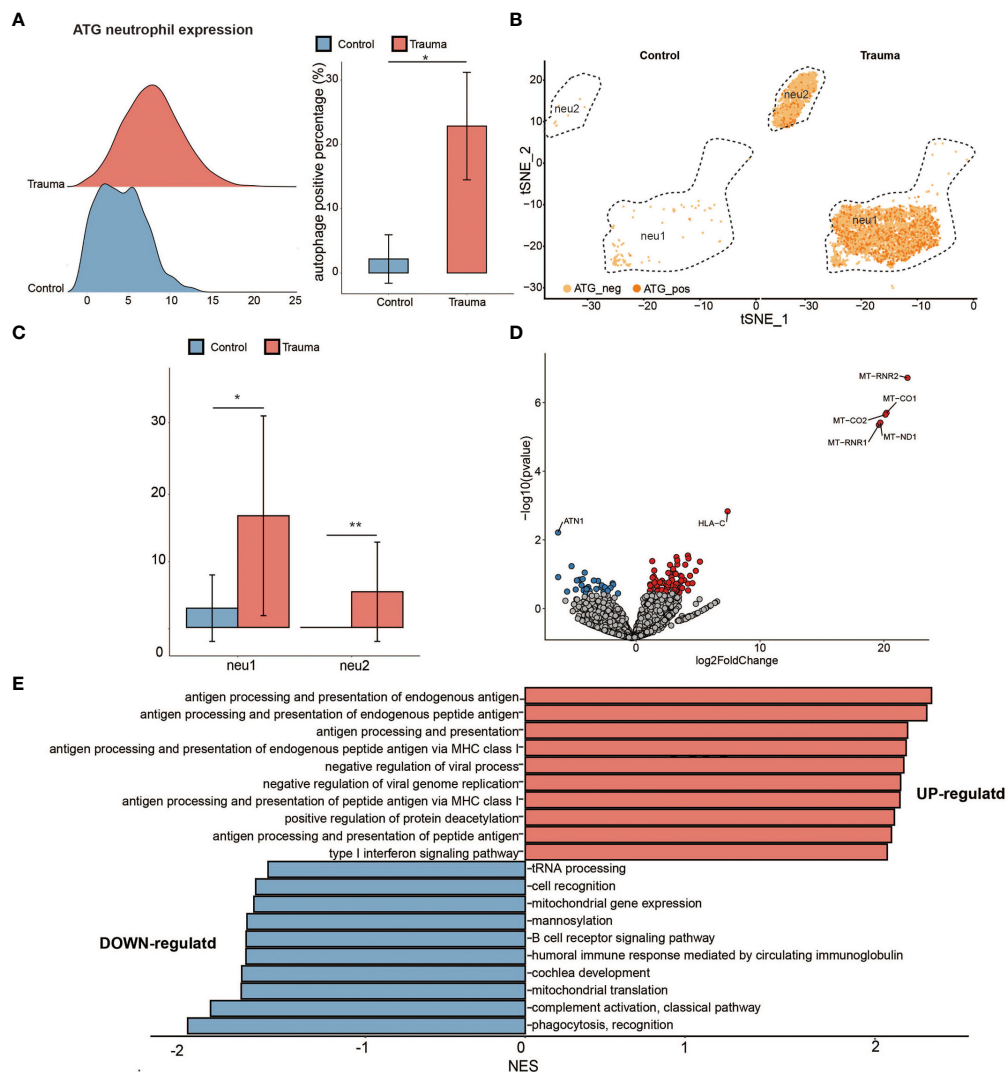 A
ATG neutrophil expression
Trauma
Control
0 5 10 15 20 25
Control Trauma
*
autophage positive percentage (%)
30
20
10
0
Control Trauma
B
Control Trauma
20
10
0
−10
−20
−30
tSNE_2
neu2
neu1
neu2
neu1
ATG_neg ATG_pos
−30 −20 −10 0 −30 −20 −10 0
tSNE_1
C
Control Trauma
30
20
10
0
*
**
neu1 neu2
D
−log10(pvalue)
6
4
2
0
MT−RNR2
MT−CO1
MT−CO2
MT−RNR1
MT−ND1
HLA−C
ATN1
0 10 20
log2FoldChange
E
antigen processing and presentation of endogenous antigen
antigen processing and presentation of endogenous peptide antigen
antigen processing and presentation
antigen processing and presentation of endogenous peptide antigen via MHC class I
negative regulation of viral process
negative regulation of viral genome replication
antigen processing and presentation of peptide antigen via MHC class I
positive regulation of protein deacetylation
antigen processing and presentation of peptide antigen
type I interferon signaling pathway
UP-regulatd
DOWN-regulatd
tRNA processing
cell recognition
mitochondrial gene expression
mannosylation
B cell receptor signaling pathway
humoral immune response mediated by circulating immunoglobulin
cochlea development
mitochondrial translation
complement activation, classical pathway
phagocytosis, recognition
-2 -1 0 1 2
NES